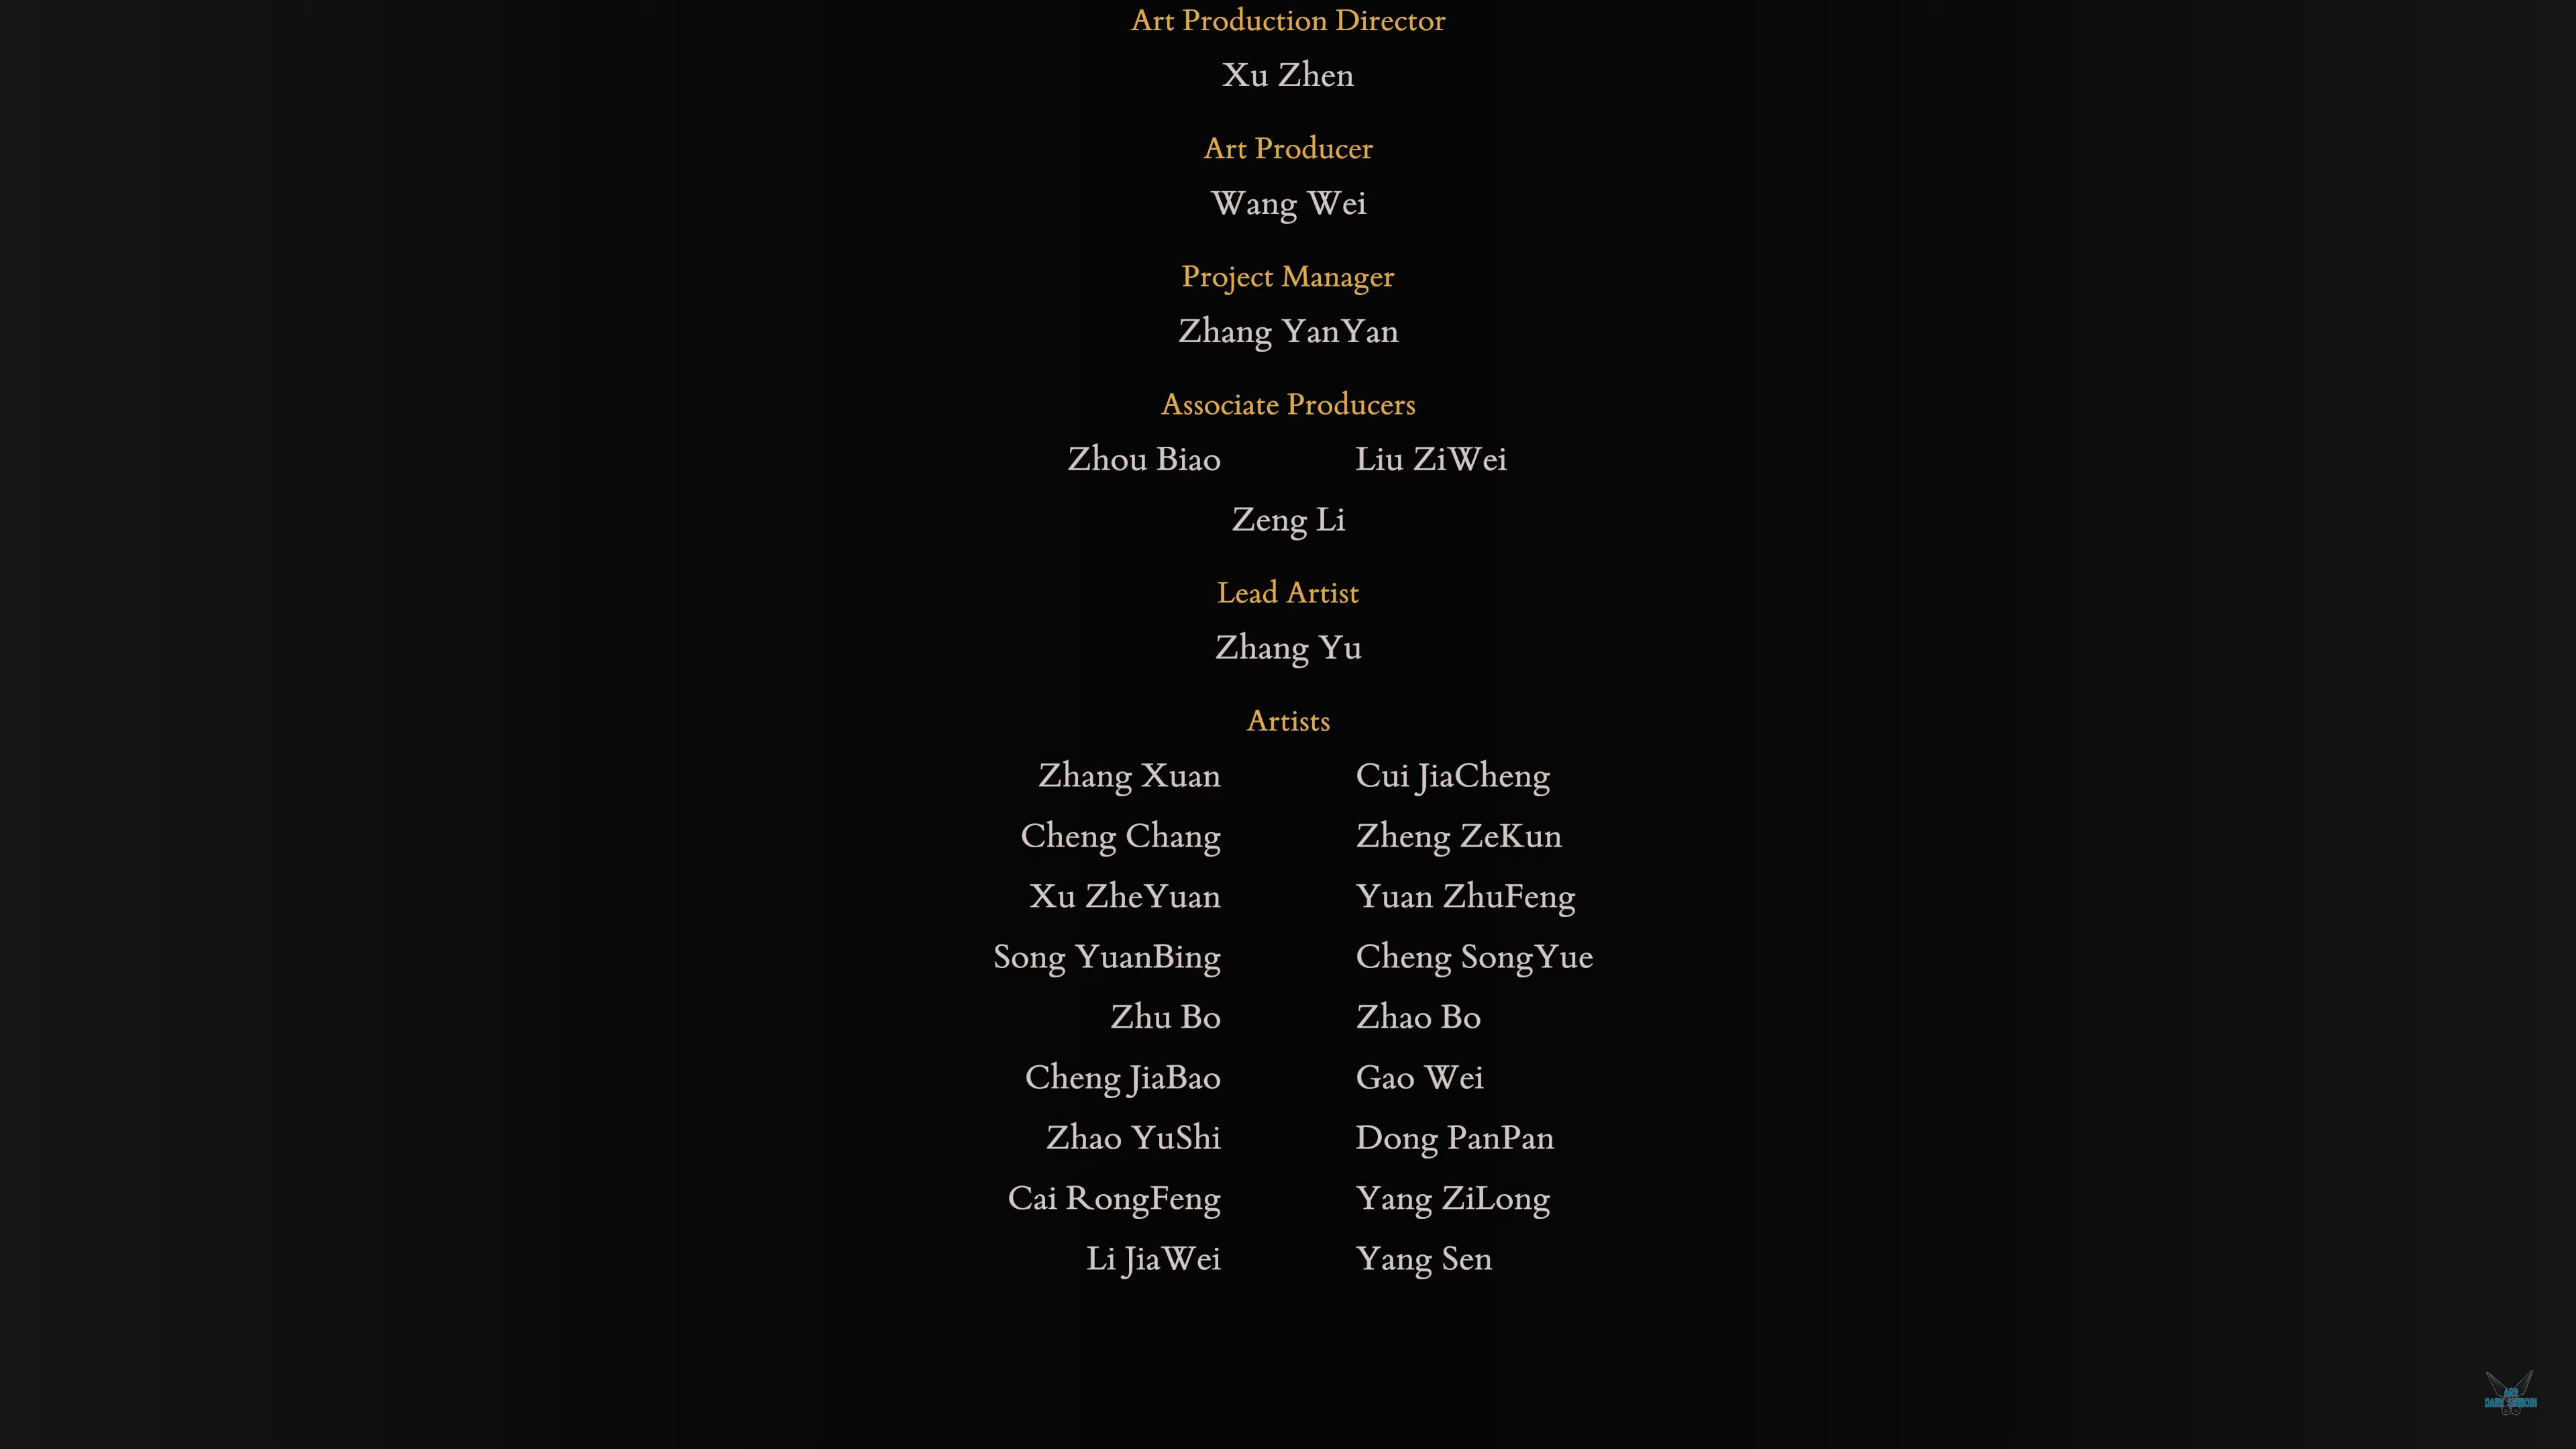 Art Production Director
Xu Zhen
Art Producer
Wang Wei
Project Manager
Zhang YanYan
Associate Producers
Zhou Biao Liu ZiWei
Zeng Li
Lead Artist
Zhang Yu
Artists
Zhang Xuan Cui JiaCheng
Cheng Chang Zheng ZeKun
Xu ZheYuan Yuan ZhuFeng
Song YuanBing Cheng SongYue
Zhu Bo Zhao Bo
Cheng JiaBao Gao Wei
Zhao YuShi Dong PanPan
Cai RongFeng Yang ZiLong
Li JiaWei Yang Sen
DARK